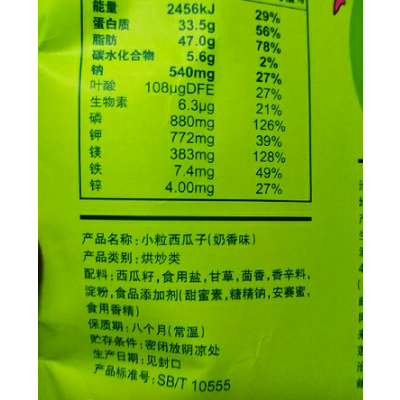 能量 2456kJ 29%
蛋白质 33.5g 56%
脂肪 47.0g 78%
碳水化合物 5.6g 2%
钠 540mg 27%
叶酸 108μgDFE 27%
生物素 6.3μg 21%
磷 880mg 126%
钾 772mg 39%
镁 383mg 128%
铁 7.4mg 49%
锌 4.00mg 27%
产品名称:小粒西瓜子(奶香味)
产品类别:烘炒类
配料:西瓜籽,食用盐,甘草,茴香,香辛料,
淀粉,食品添加剂(甜蜜素,糖精钠,安赛蜜,
食用香精)
保质期:八个月(常温)
贮存条件:密闭放阴凉处
生产日期:见封口
产品标准号:SB/T 10555